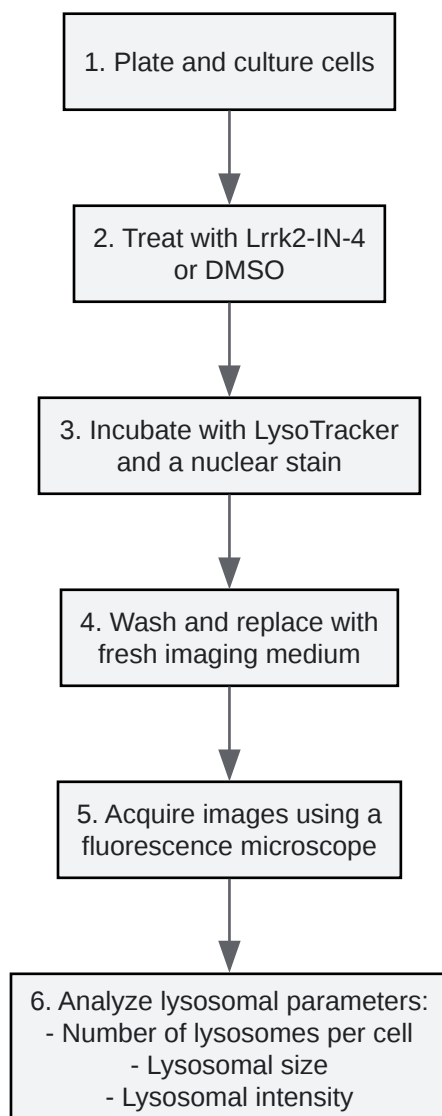 1. Plate and culture cells
2. Treat with Lrrk2-IN-4
or DMSO
3. Incubate with LysoTracker
and a nuclear stain
4. Wash and replace with
fresh imaging medium
5. Acquire images using a
fluorescence microscope
6. Analyze lysosomal parameters:
- Number of lysosomes per cell
- Lysosomal size
- Lysosomal intensity